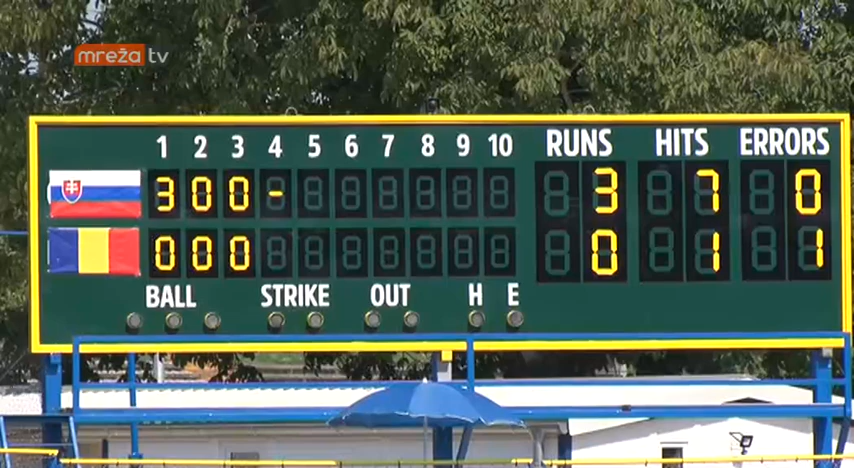 mreža tv
1 2 3 4 5 6 7 8 9 10 RUNS HITS ERRORS
3 0 0 - 3 7 0
0 0 0 0 1 1
BALL STRIKE OUT H E